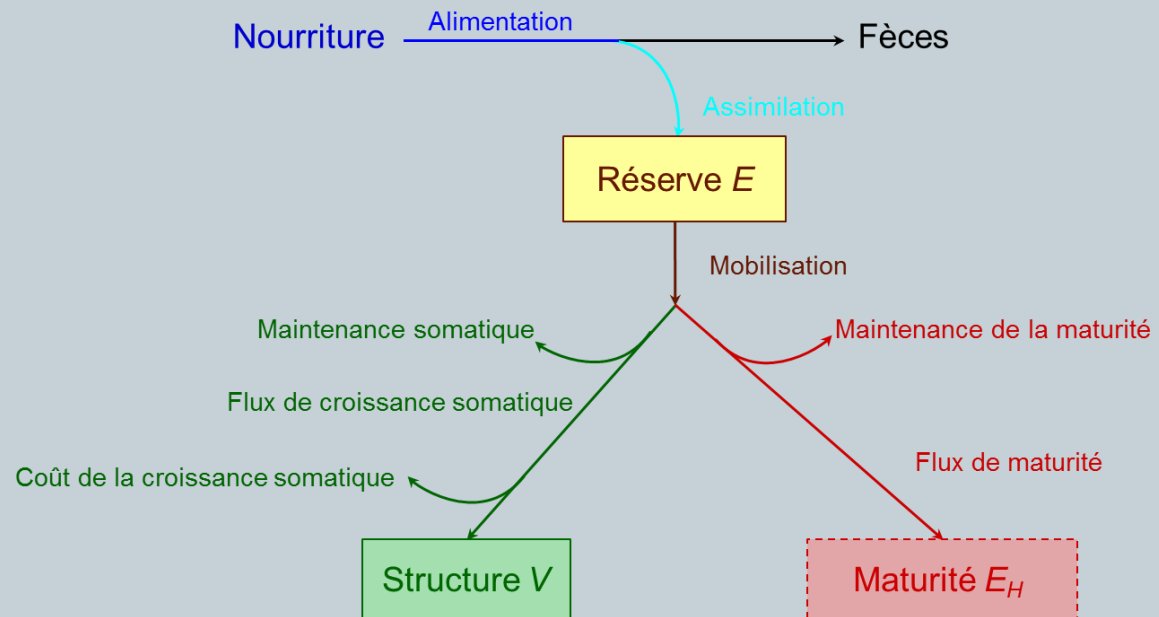 Alimentation
Nourriture
Fèces
Assimilation
Réserve E
Mobilisation
Maintenance somatique
Maintenance de la maturité
Flux de croissance somatique
Flux de maturité
Coût de la croissance somatique
Structure V
Maturité E_H